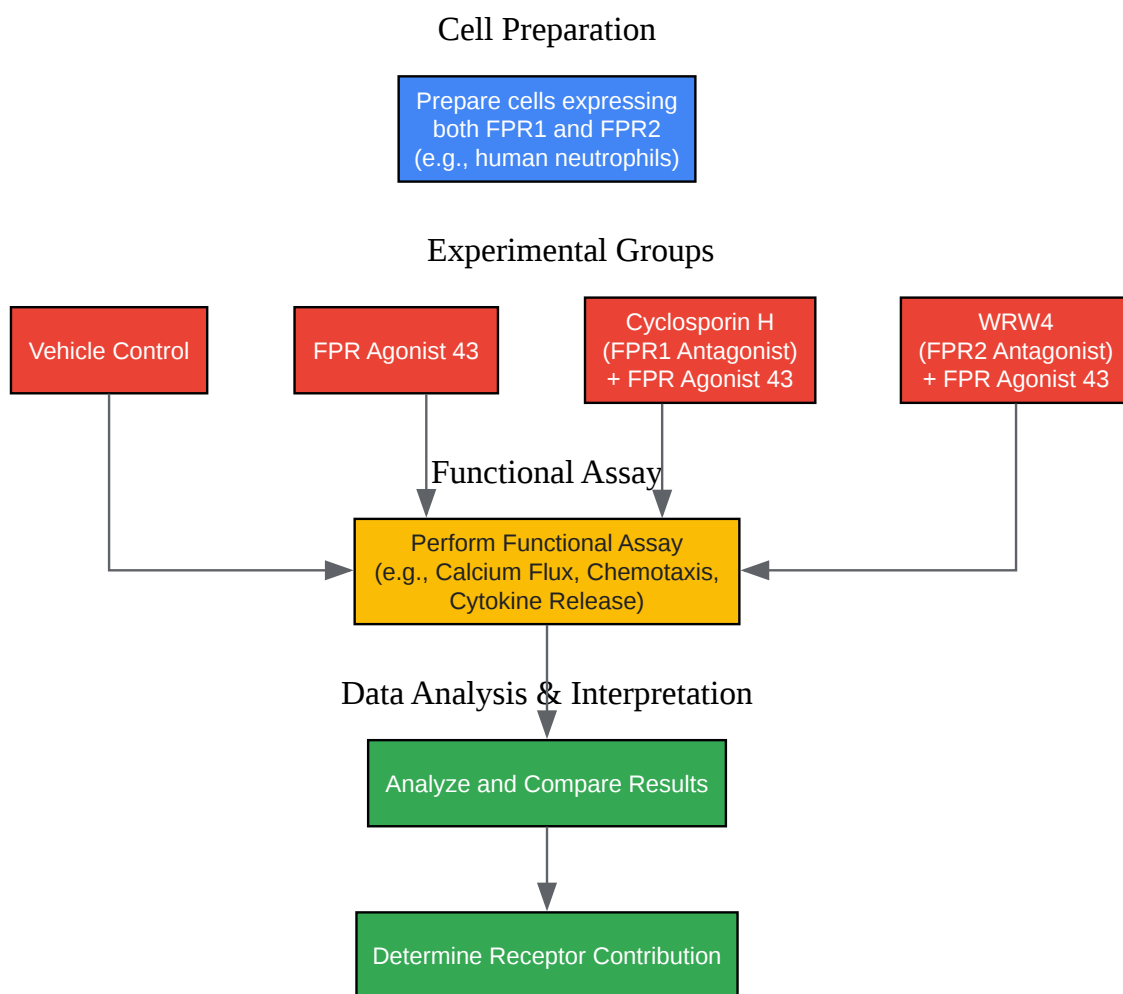 Cell Preparation
Prepare cells expressing
both FPR1 and FPR2
(e.g., human neutrophils)
Experimental Groups
Vehicle Control
FPR Agonist 43
Cyclosporin H
(FPR1 Antagonist)
+ FPR Agonist 43
WRW4
(FPR2 Antagonist)
+ FPR Agonist 43
Functional Assay
Perform Functional Assay
(e.g., Calcium Flux, Chemotaxis,
Cytokine Release)
Data Analysis & Interpretation
Analyze and Compare Results
Determine Receptor Contribution